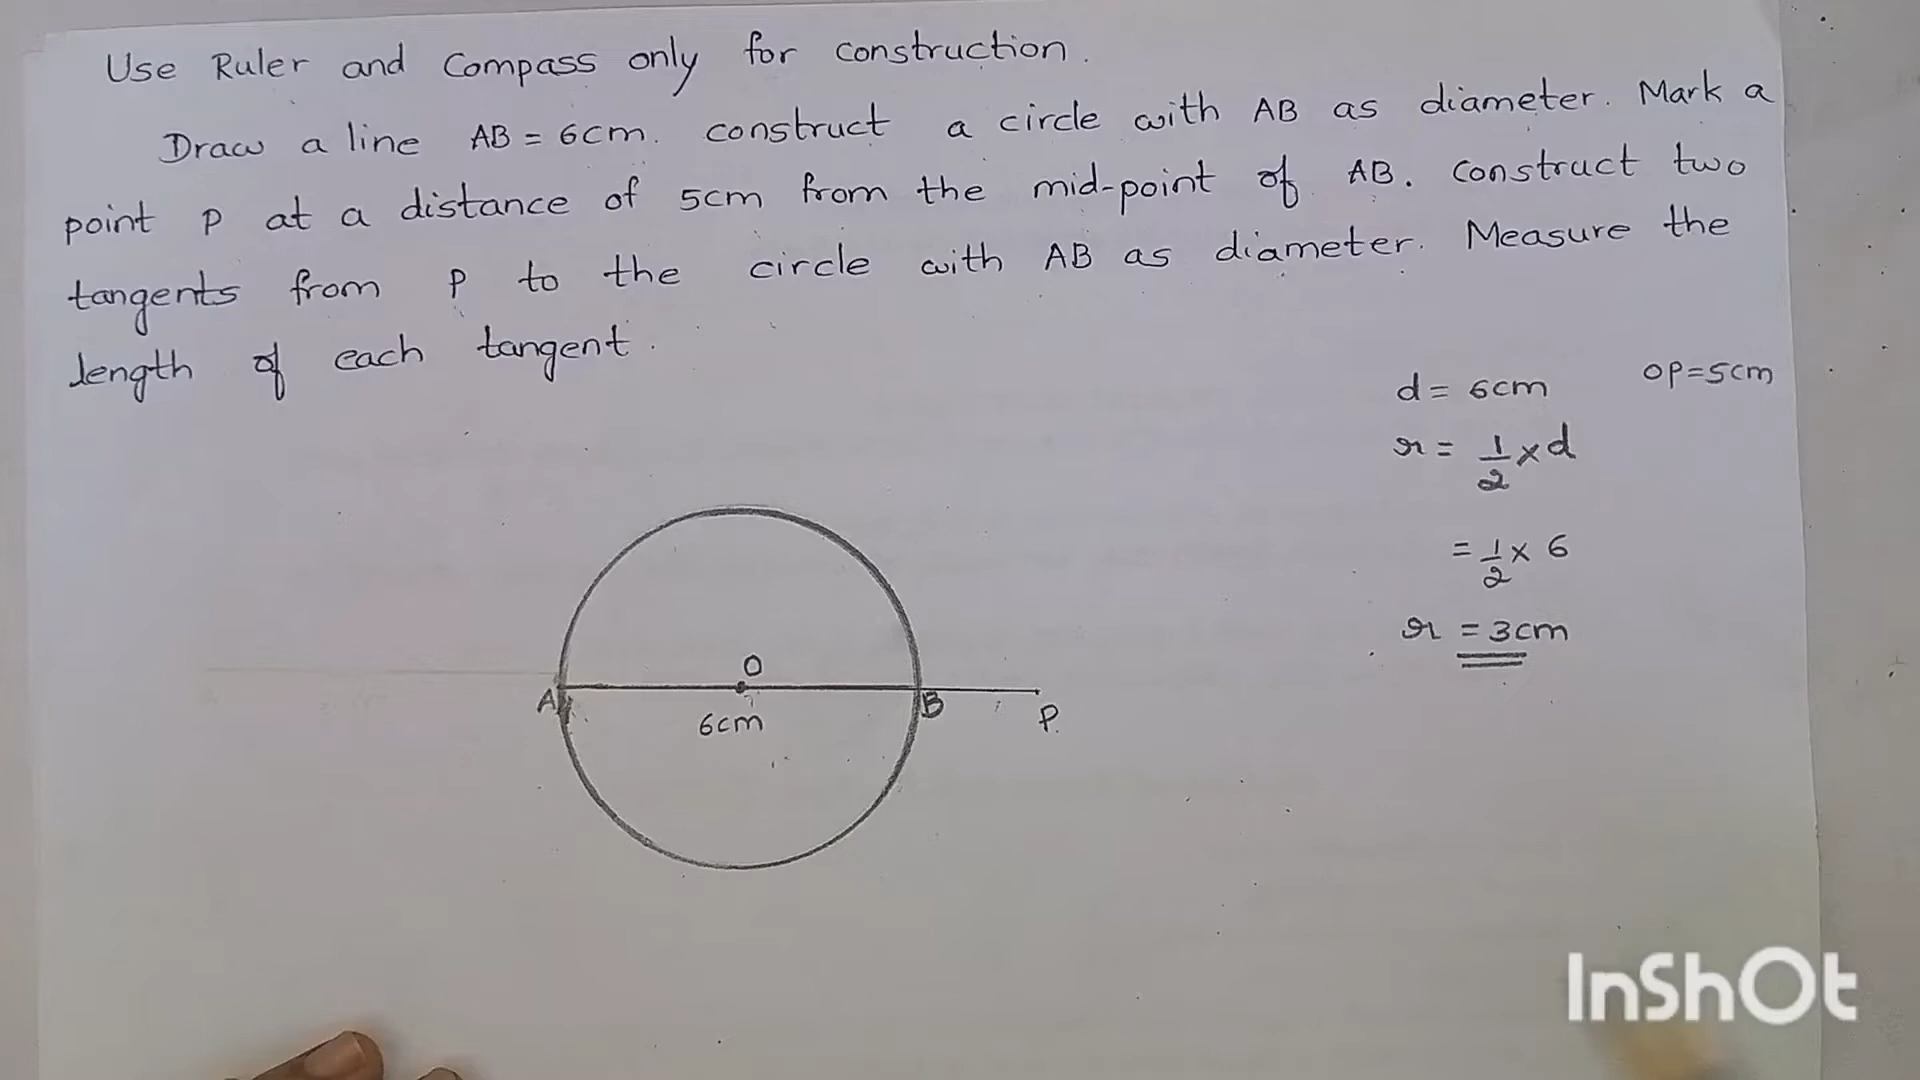 Use Ruler and Compass only for construction.
Draw a line AB = 6cm. construct a circle with AB as diameter. Mark a
point P at a distance of 5cm from the mid-point of AB. Construct two
tangents from P to the circle with AB as diameter. Measure the
length of each tangent.
d = 6cm OP=5cm
r = 1/2 × d
= 1/2 × 6
r = 3cm
O
A B
6cm P
InShOt